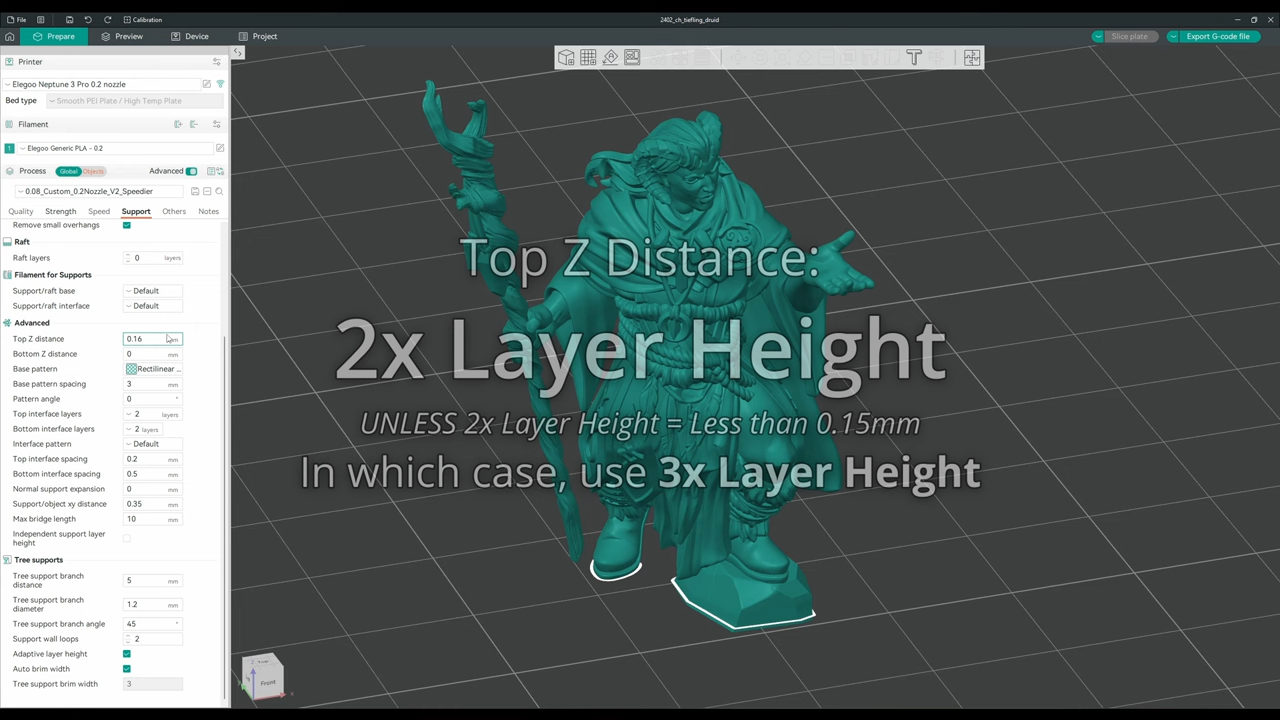 File
Calibration
2402_ch_tiefling_druid
Prepare
Preview
Device
Project
Slice plate
Export G-code file
Printer
Elegoo Neptune 3 Pro 0.2 nozzle
Bed type
Smooth PEI Plate / High Temp Plate
Filament
1 Elegoo Generic PLA - 0.2
Process Global Objects Advanced
0.08_Custom_0.2Nozzle_V2_Speedier
Quality Strength Speed Support Others Notes
Remove small overhangs
Raft
Raft layers 0 layers
Filament for Supports
Support/raft base Default
Support/raft interface Default
Advanced
Top Z distance 0.16 mm
Bottom Z distance 0 mm
Base pattern Rectilinear ...
Base pattern spacing 3 mm
Pattern angle 0 °
Top interface layers 2 layers
Bottom interface layers 2 layers
Interface pattern Default
Top interface spacing 0.2 mm
Bottom interface spacing 0.5 mm
Normal support expansion 0 mm
Support/object xy distance 0.35 mm
Max bridge length 10 mm
Independent support layer
height
Tree supports
Tree support branch
distance 5 mm
Tree support branch
diameter 1.2 mm
Tree support branch angle 45 °
Support wall loops 2
Adaptive layer height
Auto brim width
Tree support brim width 3
Top Z Distance:
2x Layer Height
UNLESS 2x Layer Height = Less than 0.15mm
In which case, use 3x Layer Height
Front